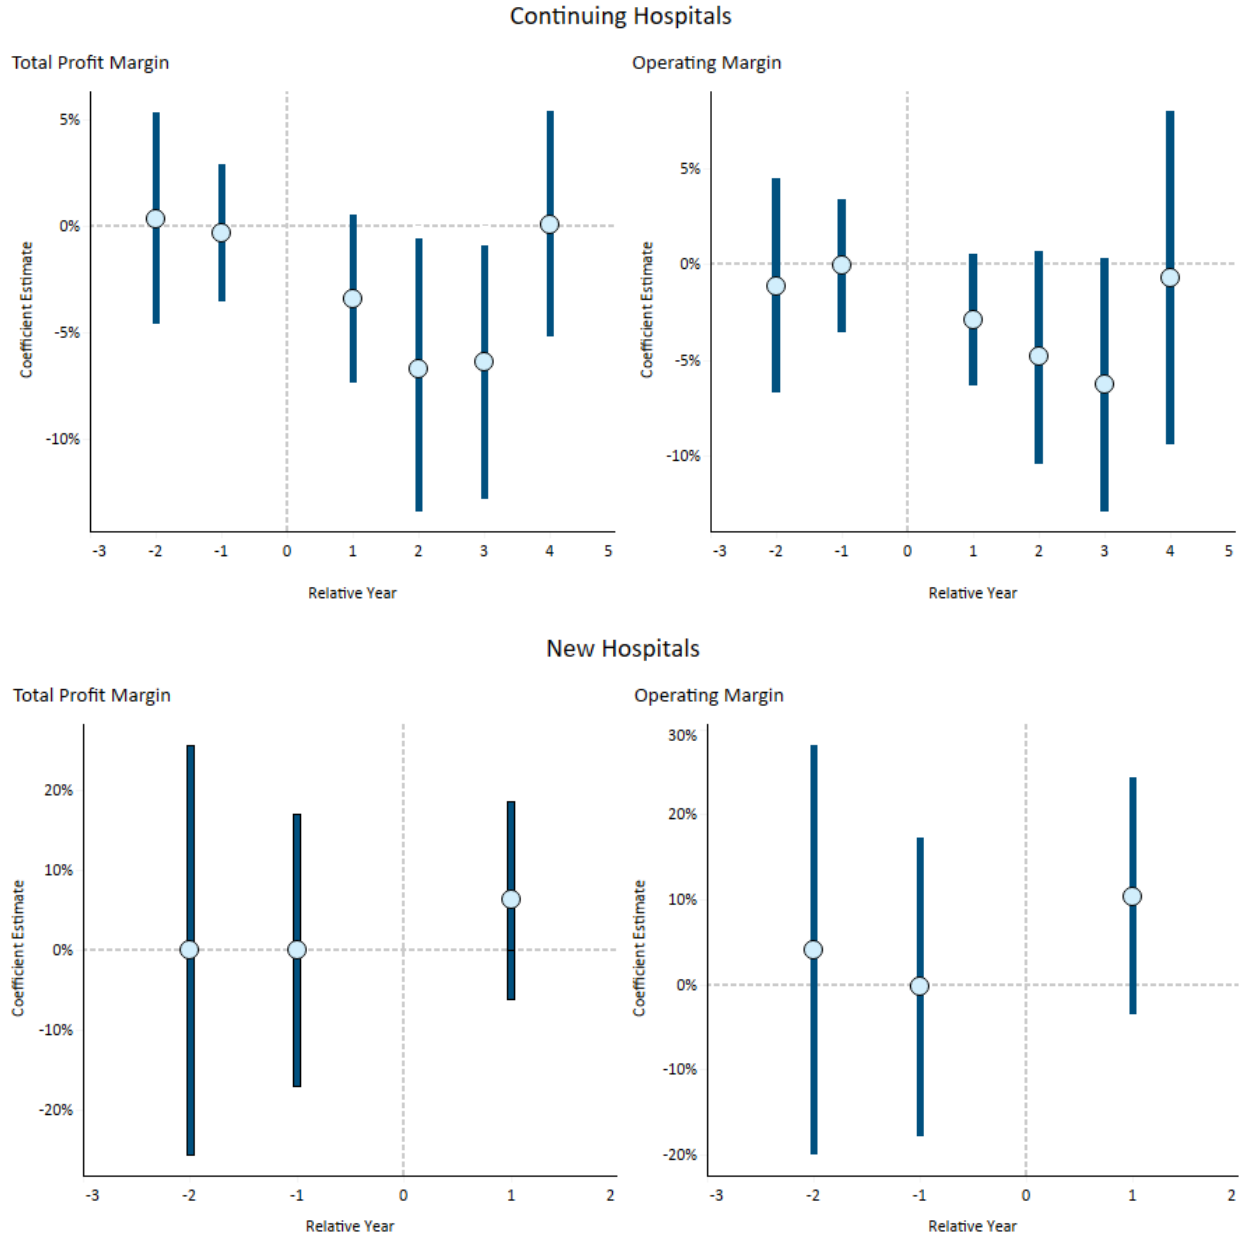 Continuing Hospitals
Total Profit Margin
Operating Margin
5%
0%
-5%
-10%
Coefficient Estimate
-3 -2 -1 0 1 2 3 4 5
Relative Year
5%
0%
-5%
-10%
Coefficient Estimate
-3 -2 -1 0 1 2 3 4 5
Relative Year
New Hospitals
Total Profit Margin
Operating Margin
20%
10%
0%
-10%
-20%
Coefficient Estimate
-3 -2 -1 0 1 2
Relative Year
30%
20%
10%
0%
-10%
-20%
Coefficient Estimate
-3 -2 -1 0 1 2
Relative Year